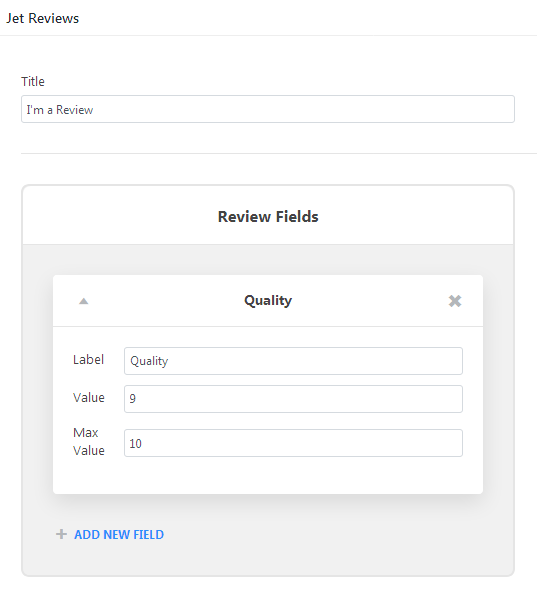 Jet Reviews
Title
I'm a Review
Review Fields
Quality
Label
Quality
Value
9
Max
Value
10
ADD NEW FIELD